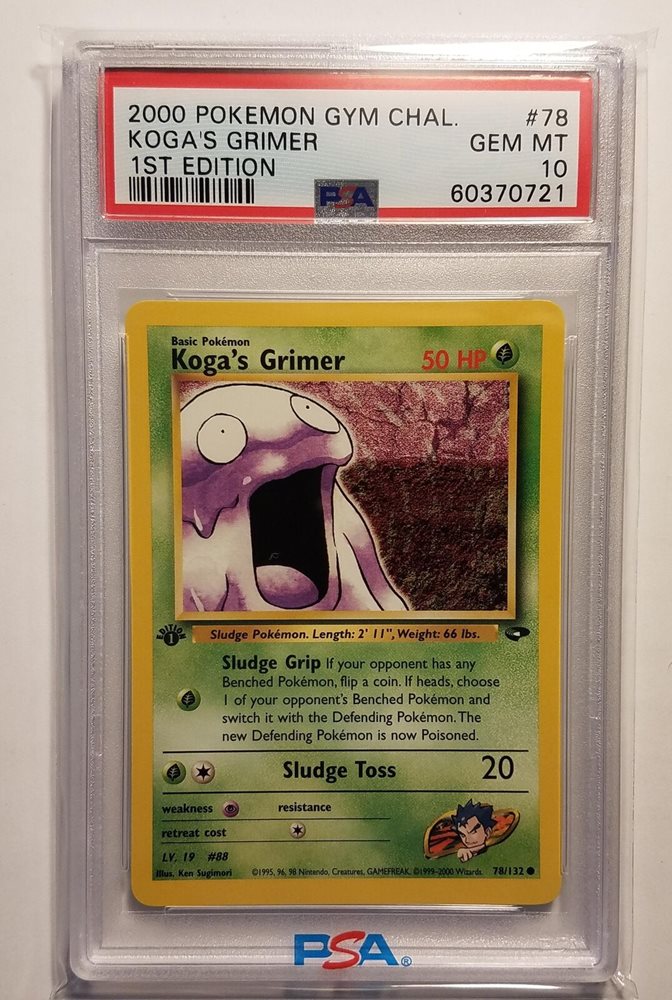 2000 POKEMON GYM CHAL. #78
KOGA'S GRIMER GEM MT
1ST EDITION 10
PSA 60370721
Basic Pokémon
Koga's Grimer 50 HP
EDITION 1
Sludge Pokémon. Length: 2' 11", Weight: 66 lbs.
Sludge Grip If your opponent has any
Benched Pokémon, flip a coin. If heads, choose
1 of your opponent's Benched Pokémon and
switch it with the Defending Pokémon. The
new Defending Pokémon is now Poisoned.
Sludge Toss 20
weakness resistance
retreat cost
LV. 19 #88
Illus. Ken Sugimori ©1995, 96, 98 Nintendo, Creatures, GAMEFREAK. ©1999-2000 Wizards. 78/132
PSA®